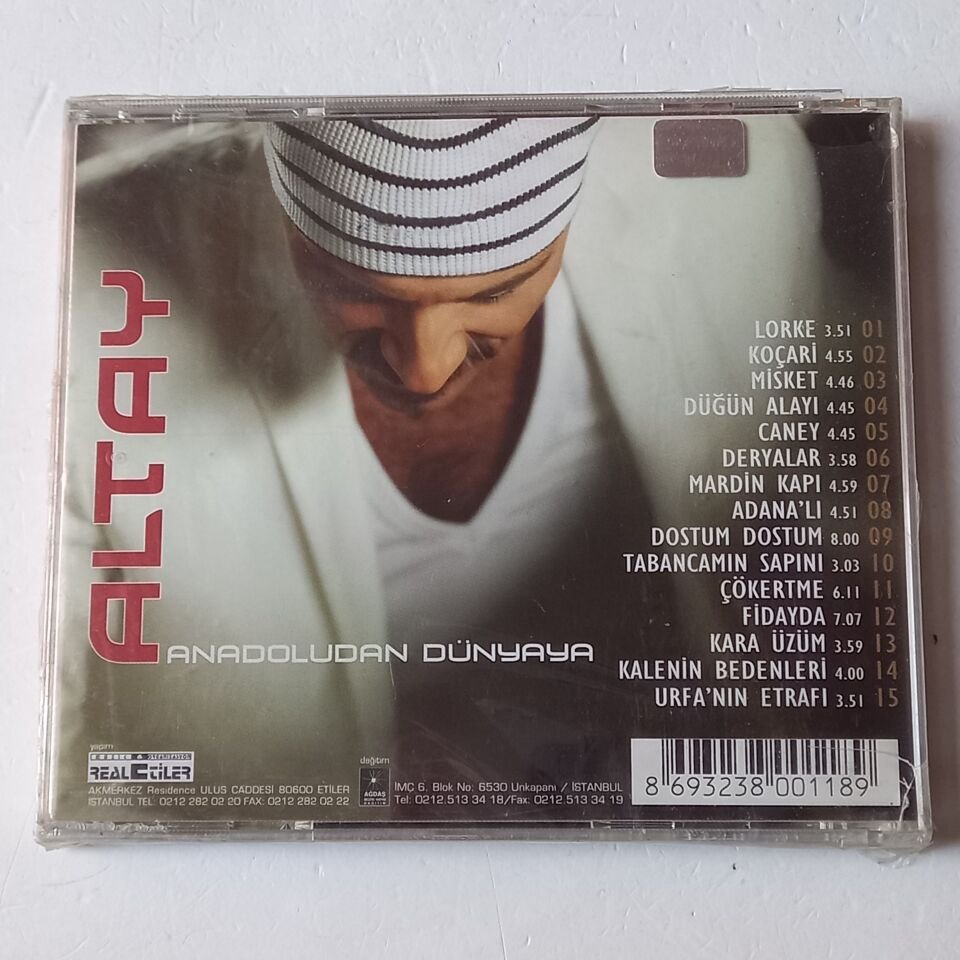 ALTAY
ANADOLUDAN DÜNYAYA
LORKE 3.51 01
KOÇARİ 4.55 02
MİSKET 4.46 03
DÜĞÜN ALAYI 4.45 04
CANEY 4.45 05
DERYALAR 3.58 06
MARDİN KAPI 4.59 07
ADANA'LI 4.51 08
DOSTUM DOSTUM 8.00 09
TABANCAMIN SAPINI 3.03 10
ÇÖKERTME 6.11 11
FİDAYDA 7.07 12
KARA ÜZÜM 3.59 13
KALENİN BEDENLERİ 4.00 14
URFA'NIN ETRAFI 3.51 15
yapım
ORGANİZASYON
REAL ETİLER
AKMERKEZ Residence ULUS CADDESİ 80600 ETİLER
İSTANBUL TEL: 0212 282 02 20 FAX: 0212 282 02 22
dağıtım
AGDAŞ
İMÇ 6. Blok No: 6530 Unkapanı / İSTANBUL
Tel: 0212.513 34 18/Fax: 0212.513 34 19
8 693238 001189